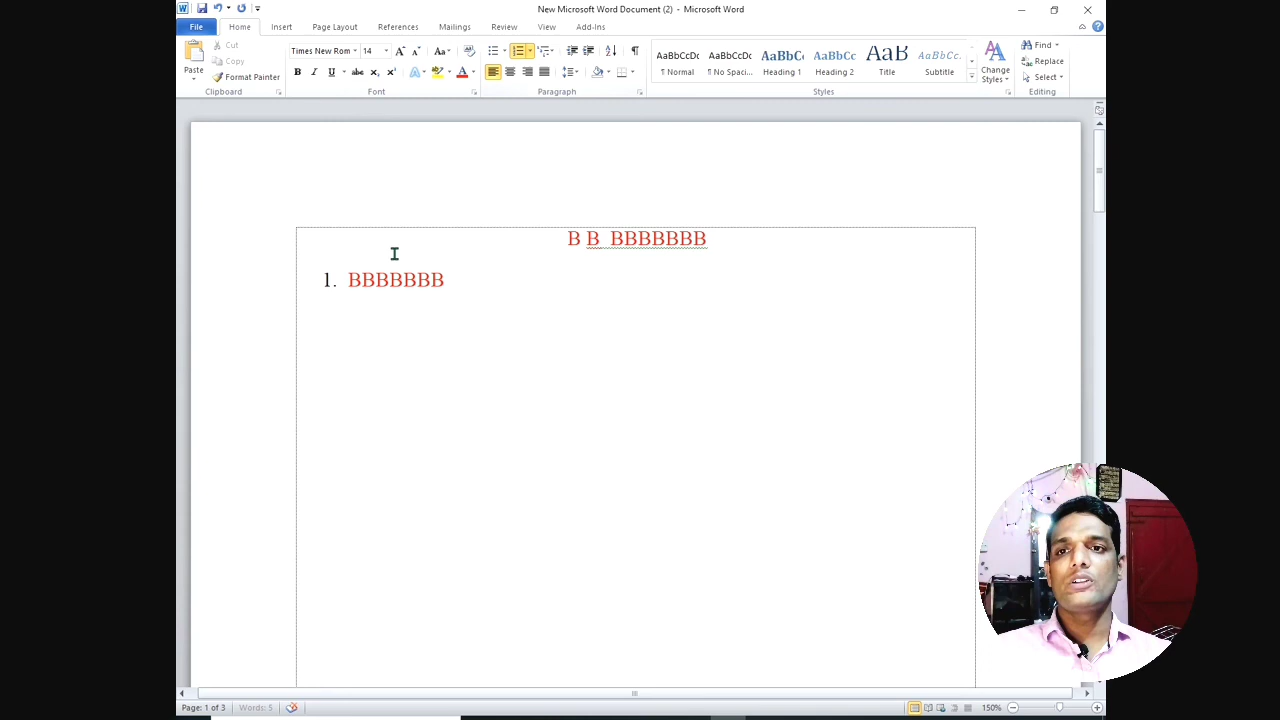 New Microsoft Word Document (2) - Microsoft Word
File Home Insert Page Layout References Mailings Review View Add-Ins
Cut Times New Rom 14 AaBbCcDc AaBbCcDc AaBbCc AaBbCc AaB AaBbCc. Find
Paste Copy Change Styles Replace
Format Painter B I U abc x₂ x² A ¶ Normal ¶ No Spaci... Heading 1 Heading 2 Title Subtitle Select
Clipboard Font Paragraph Styles Editing
B B BBBBBBB
1. BBBBBBB
Page: 1 of 3 Words: 5 150%